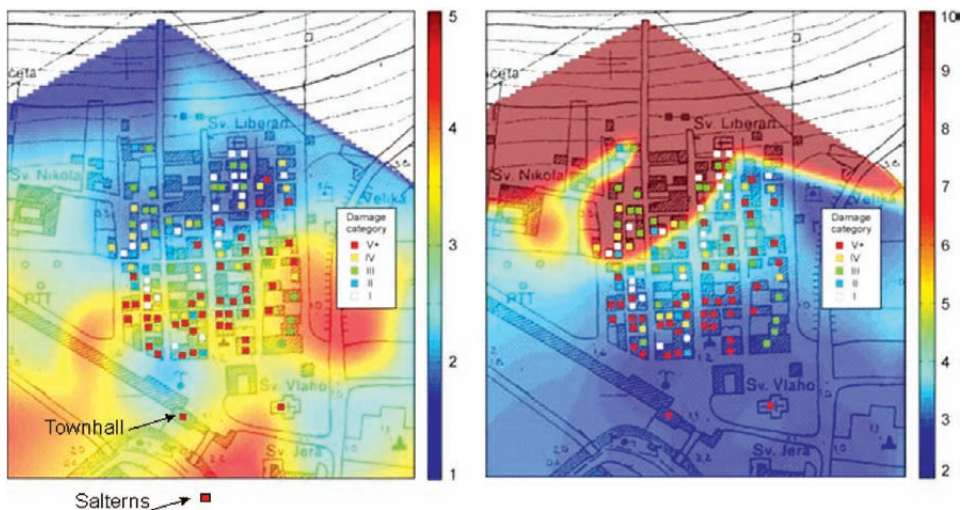 ceta
Sv. Liberan
Sv. Nikola
Velika
Damage
category
V+
IV
III
II
I
PTT
Sv. Vlaho
Sv. Jera
Townhall
Salterns
5
4
3
2
1
Sv. Liberan
Sv. Nikola
Damage
category
V+
IV
III
II
I
Sv. Vlaho
Sv. Jera
10
9
8
7
6
5
4
3
2